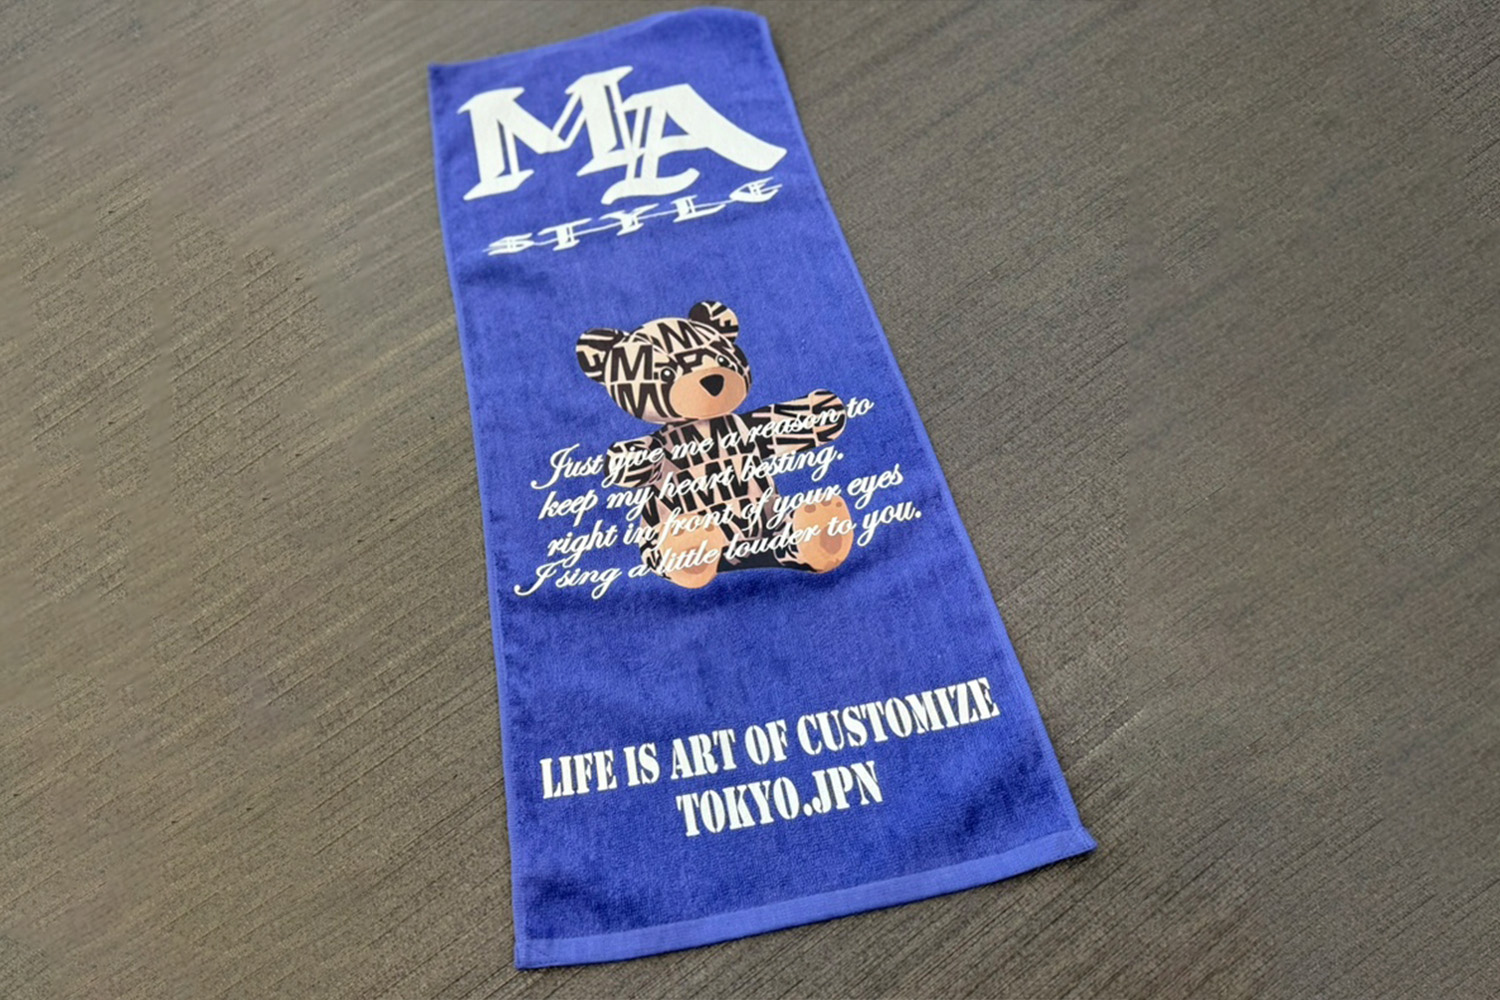 MA
STYLE
Just give me a reason to
keep my heart besting.
right in front of your eyes
I sing a little louder to you.
LIFE IS ART OF CUSTOMIZE
TOKYO.JPN